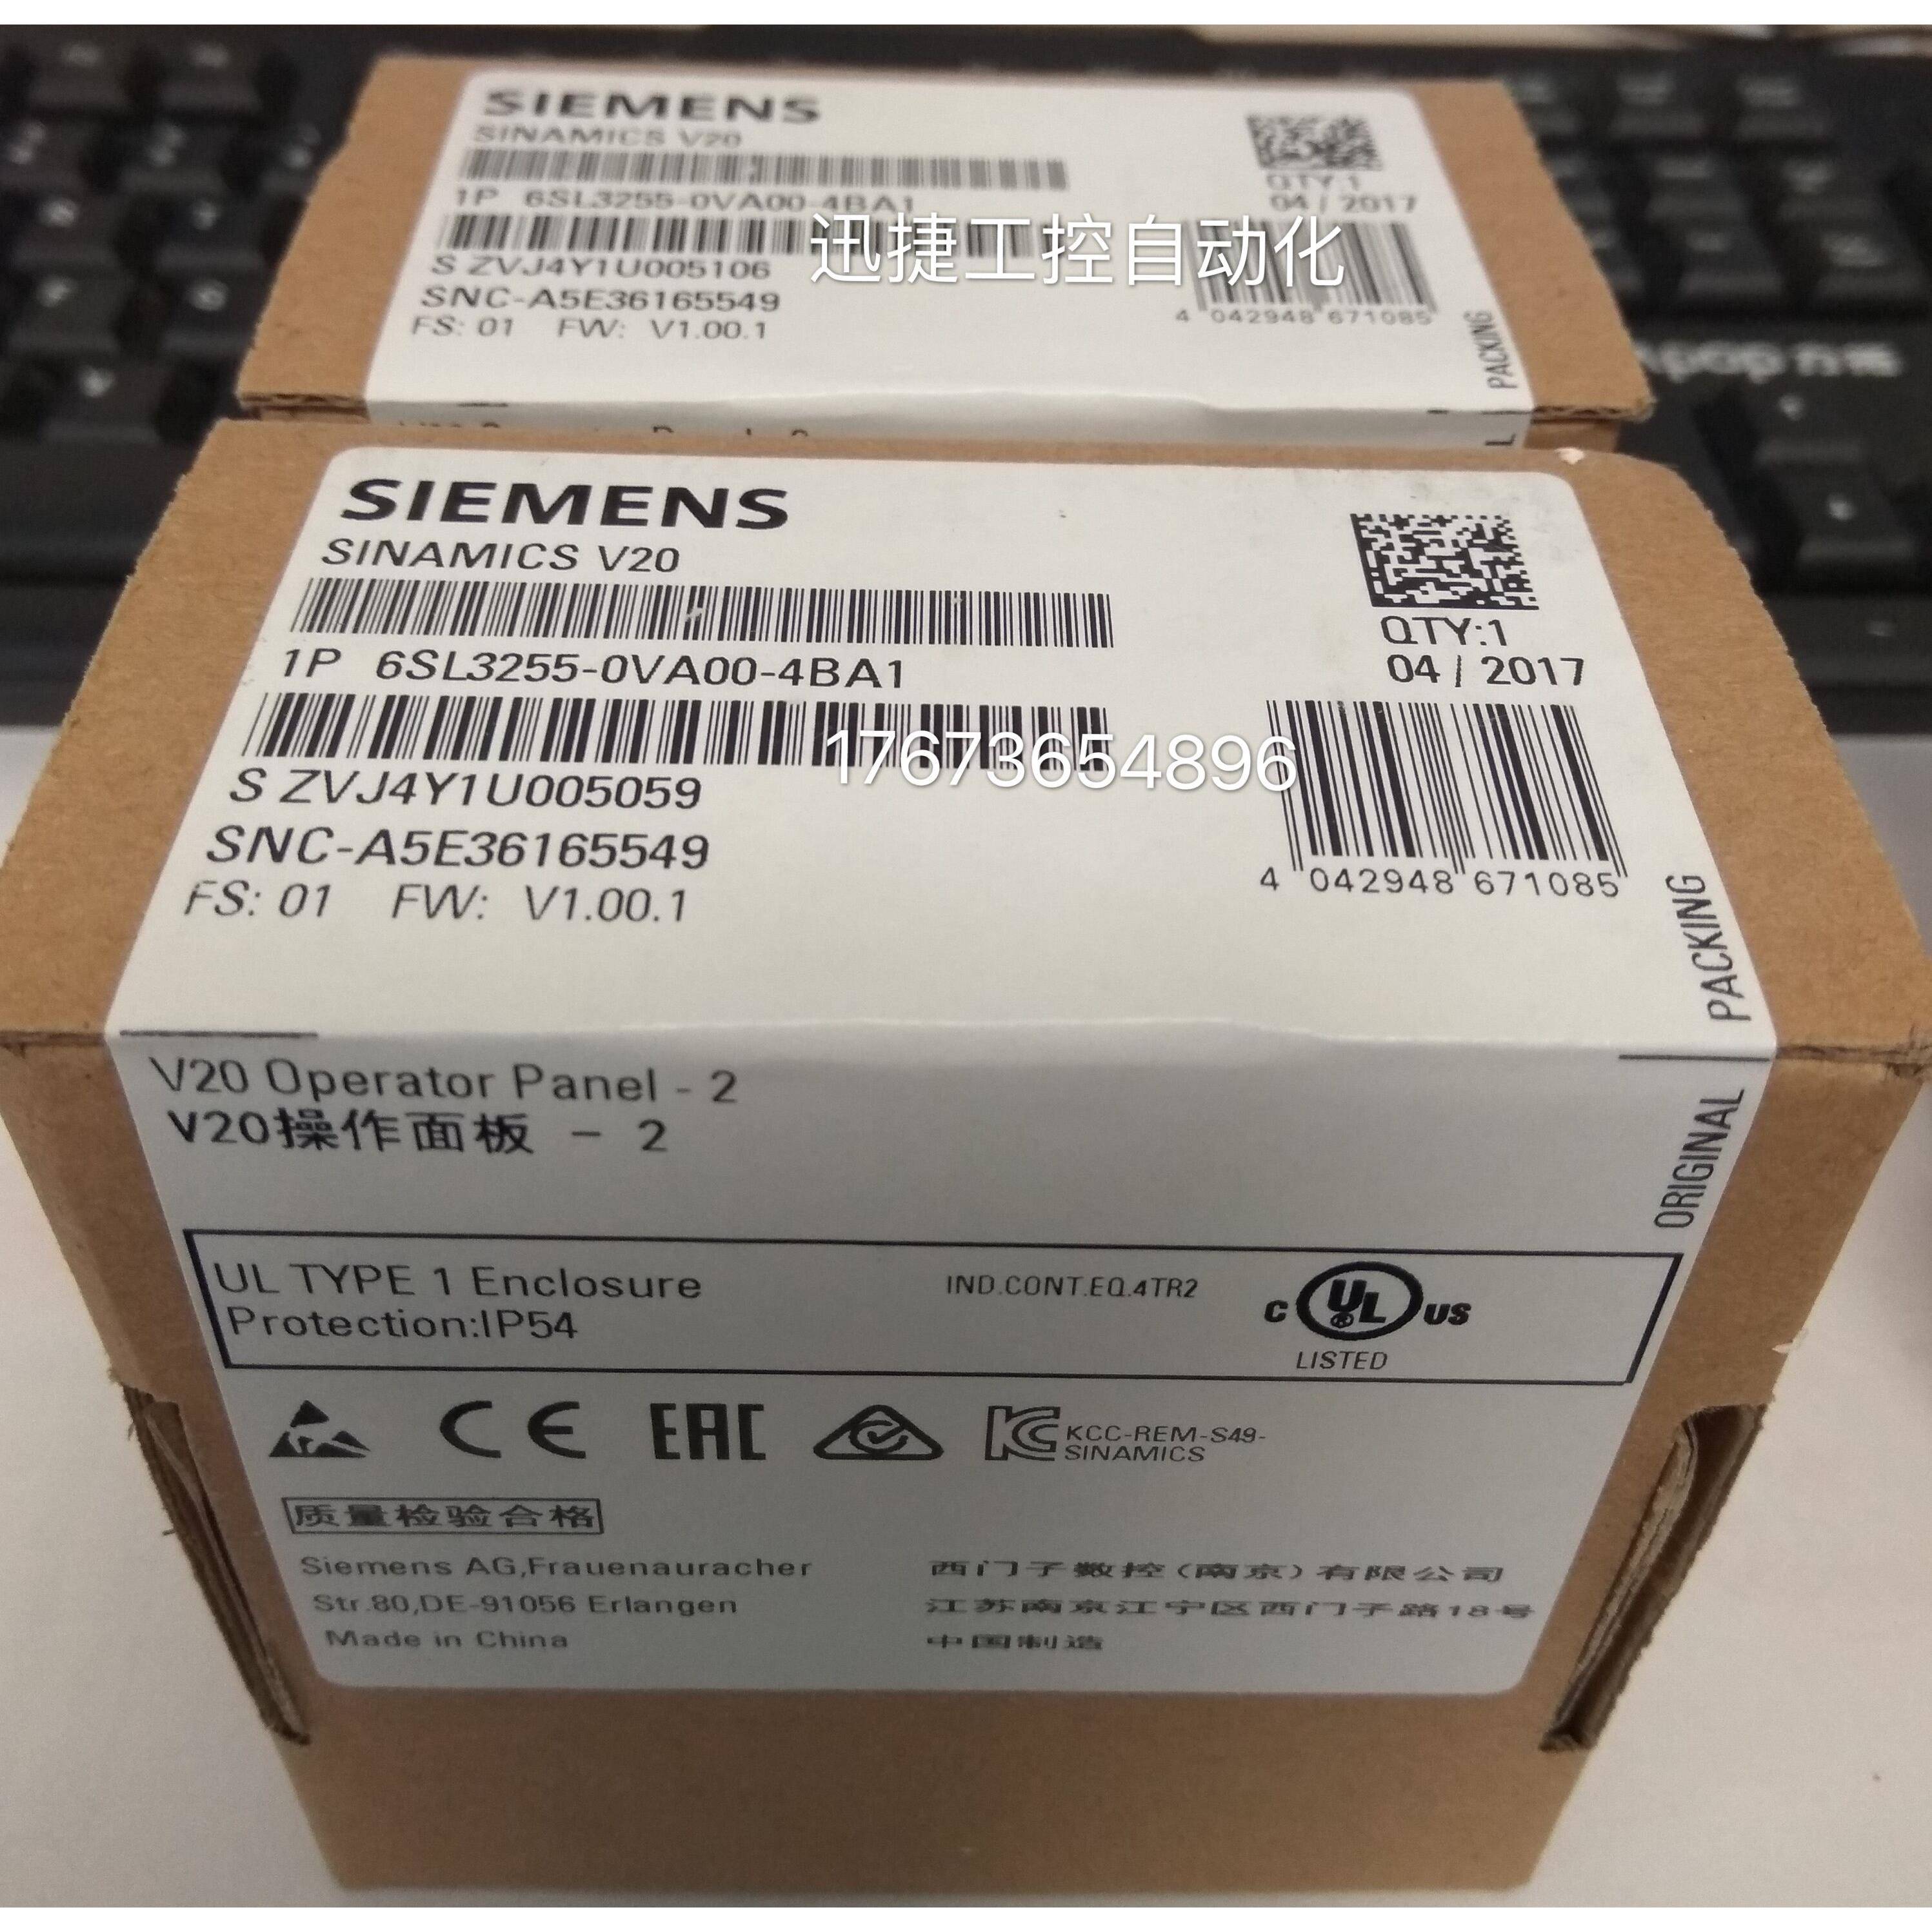 SIEMENS
SINAMICS V20
1P 6SL3255-0VA00-4BA1
S ZVJ4Y1U005106
SNC-A5E36165549
FS: 01 FW: V1.00.1
QTY:1
04 / 2017
4 042948 671085
PACKING
迅捷工控自动化
SIEMENS
SINAMICS V20
1P 6SL3255-0VA00-4BA1
S ZVJ4Y1U005059
SNC-A5E36165549
FS: 01 FW: V1.00.1
QTY:1
04 / 2017
17673654896
4 042948 671085
ORIGINAL PACKING
V20 Operator Panel - 2
V20操作面板 - 2
UL TYPE 1 Enclosure
Protection:IP54
IND.CONT.EQ.4TR2
C UL US
LISTED
CE EAC KC KCC-REM-S49-
SINAMICS
质量检验合格
Siemens AG,Frauenauracher
Str.80,DE-91056 Erlangen
Made in China
西门子数控(南京)有限公司
江苏南京江宁区西门子路18号
中国制造